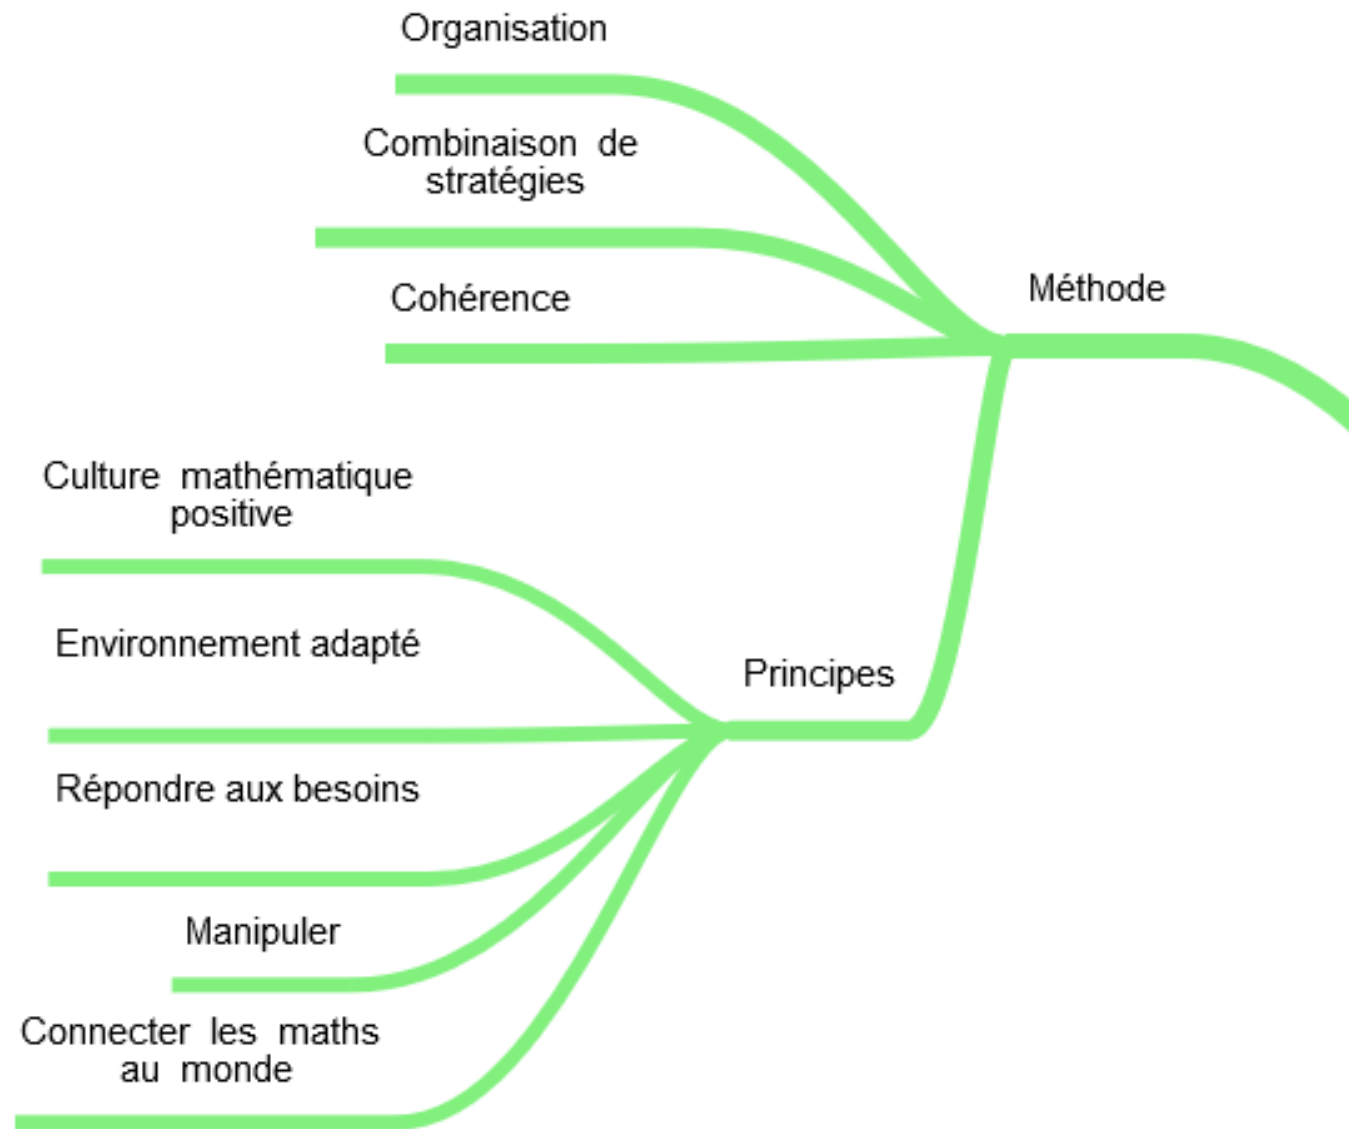 Organisation
Combinaison de
stratégies
Cohérence
Méthode
Culture mathématique
positive
Environnement adapté
Principes
Répondre aux besoins
Manipuler
Connecter les maths
au monde